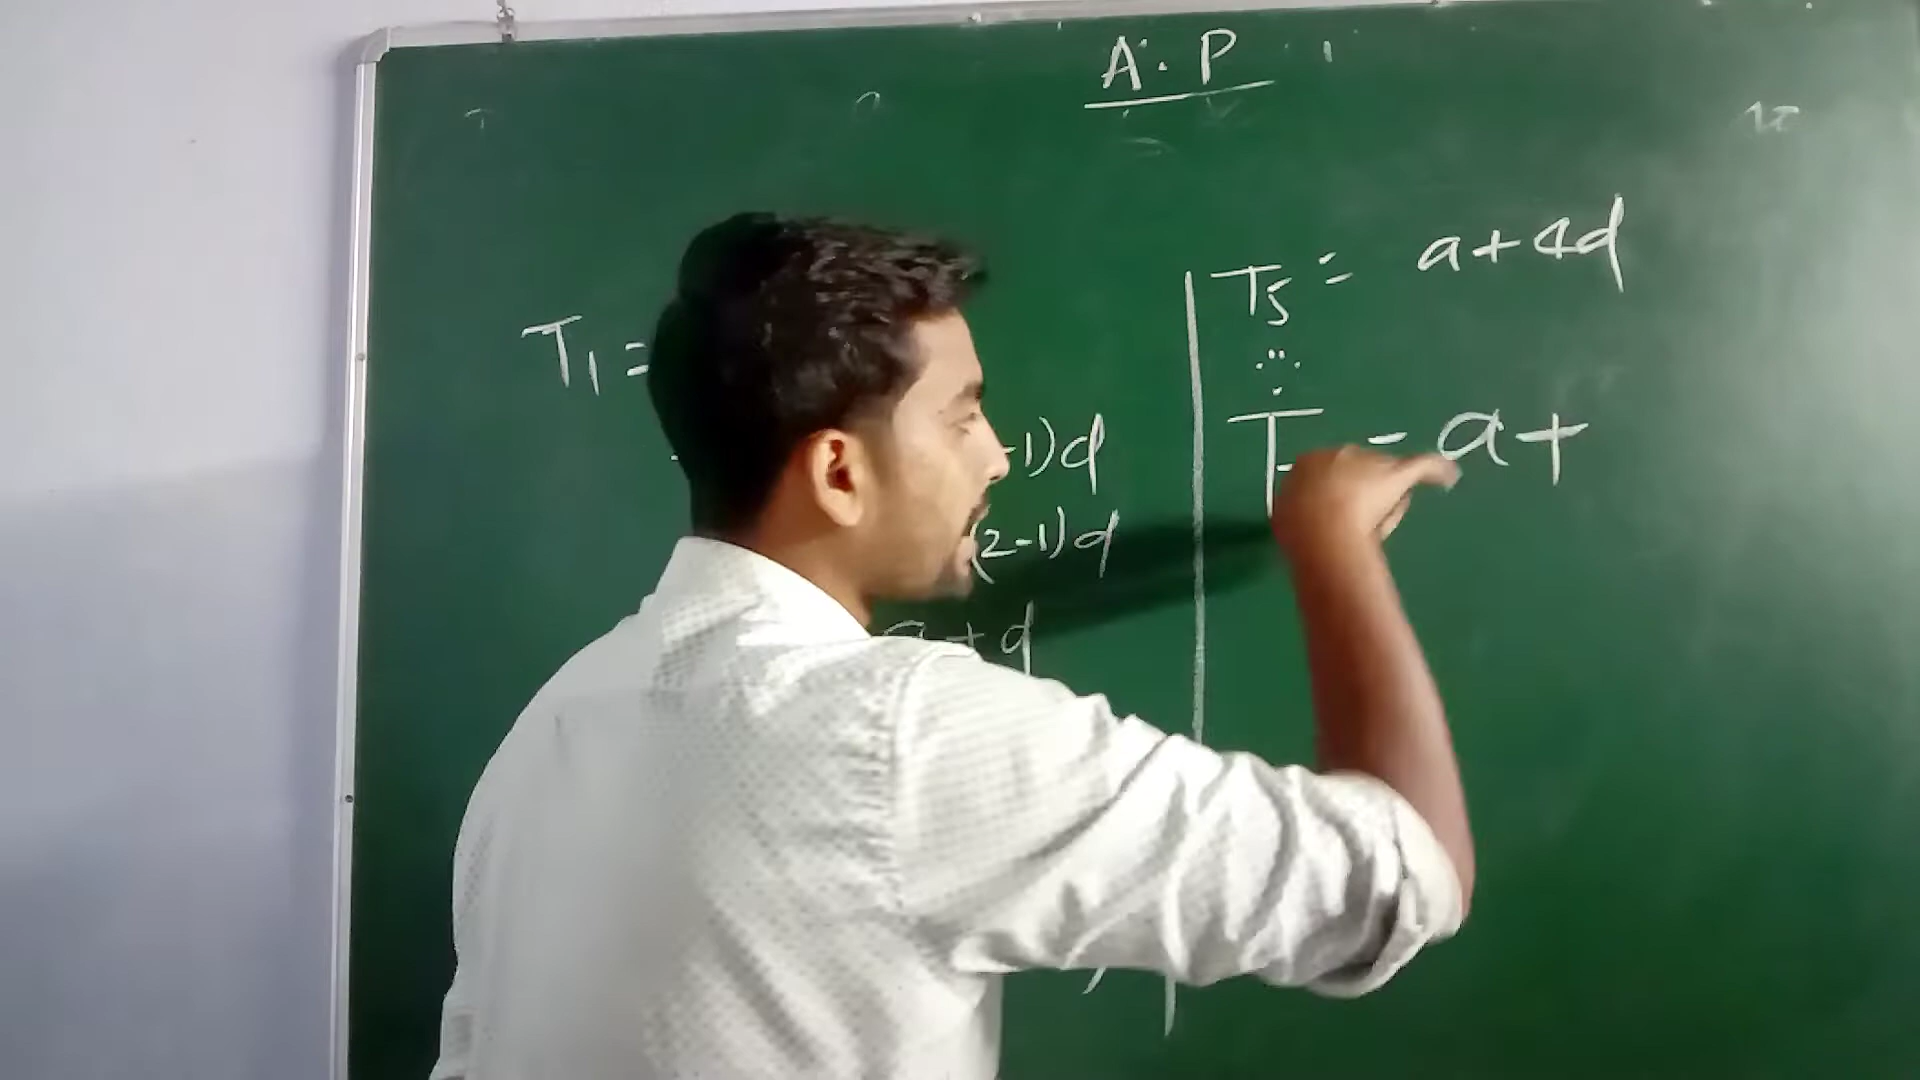 A.P
T₁ =
-1)d
(2-1)d
a+d
T₅ = a+4d
T = a+